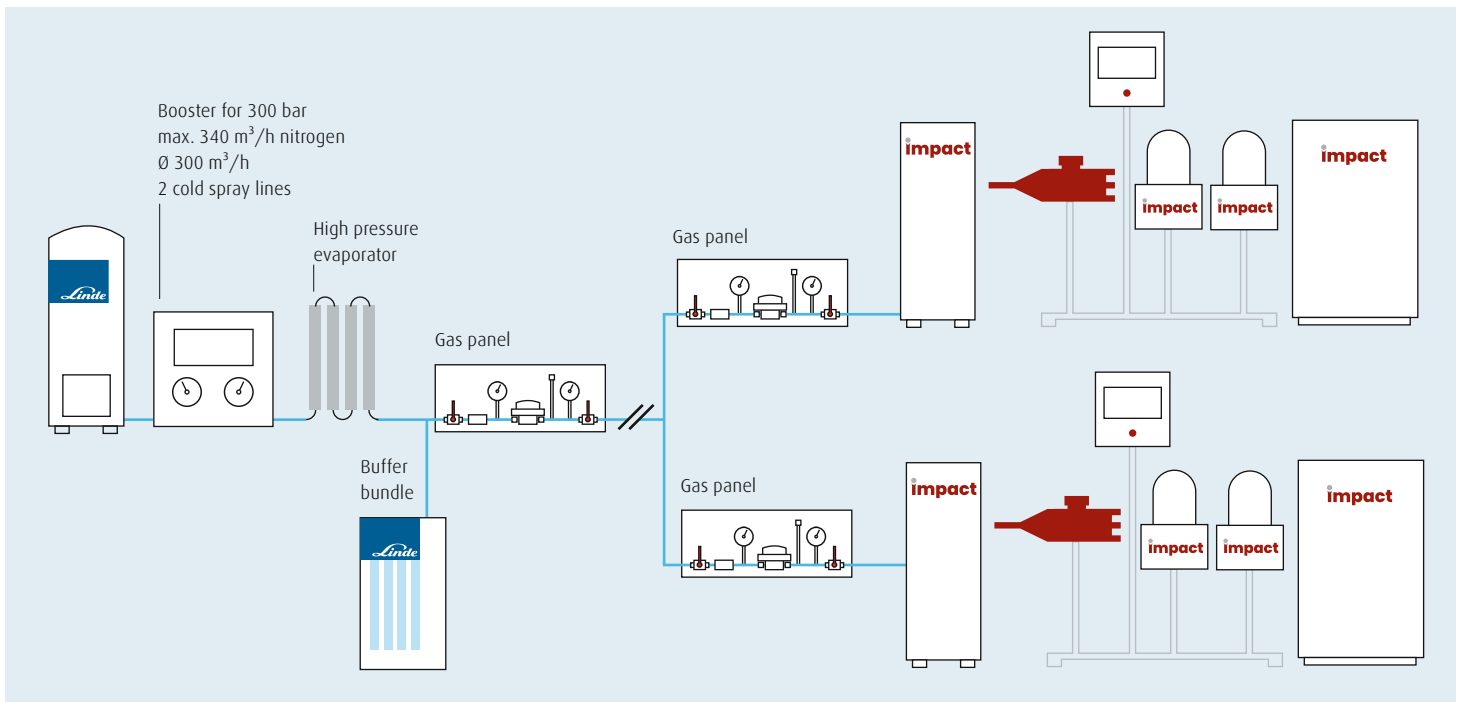 Booster for 300 bar
max. 340 m³/h nitrogen
Ø 300 m³/h
2 cold spray lines
High pressure
evaporator
Linde
Gas panel
Buffer
bundle
Linde
Gas panel
impact
impact
impact
impact
Gas panel
impact
impact
impact
impact